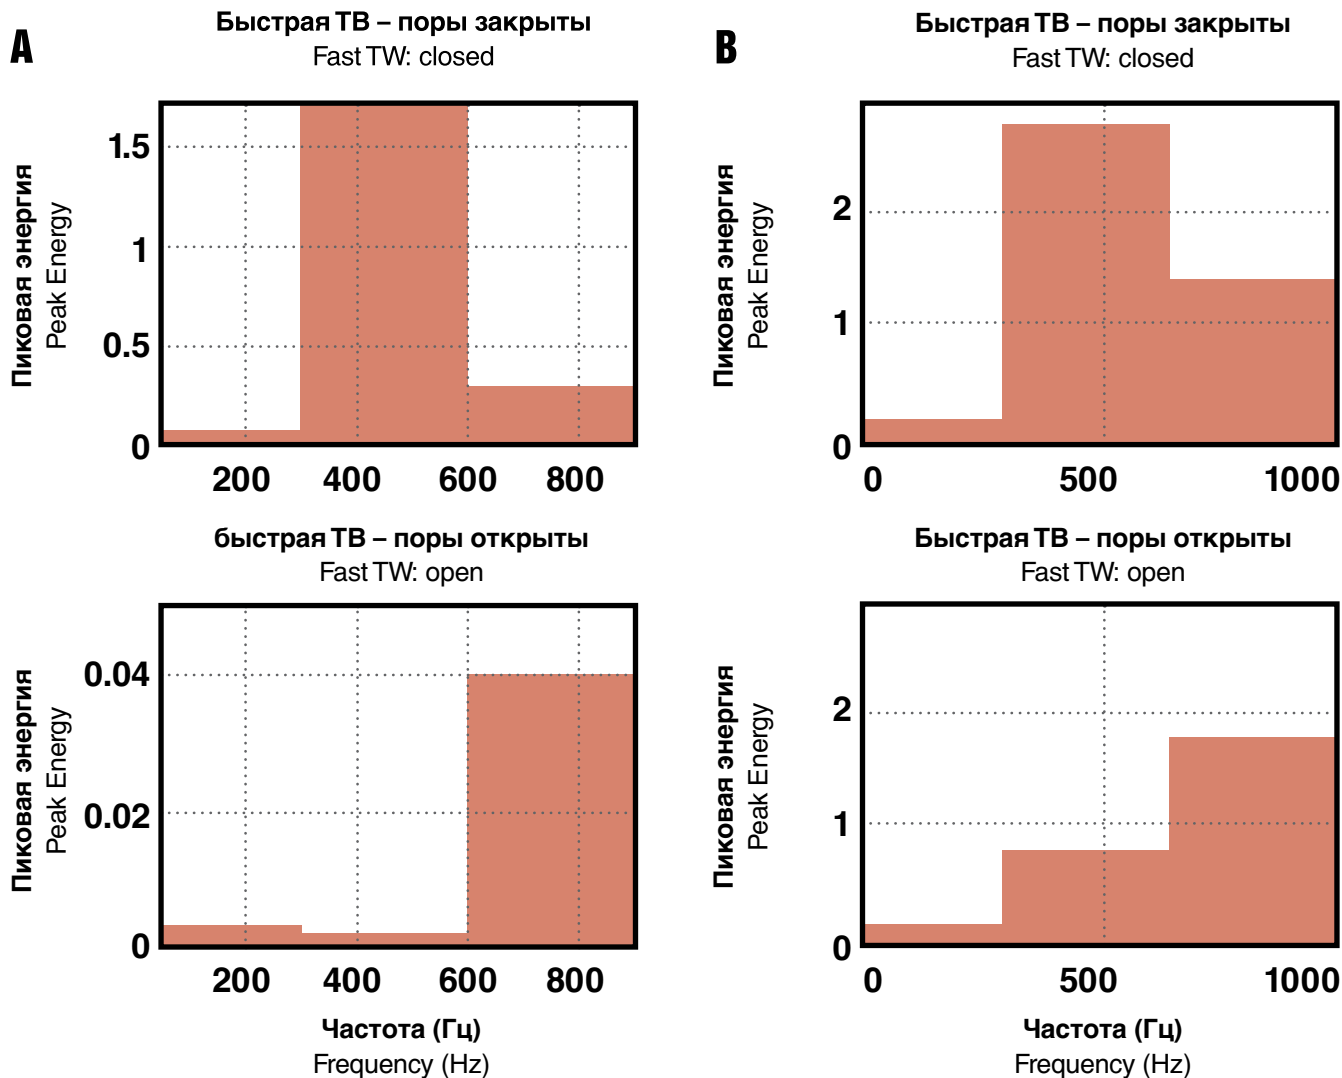 A
Быстрая ТВ – поры закрыты
Fast TW: closed
Пиковая энергия
Peak Energy
1.5
1
0.5
0
200 400 600 800
быстрая ТВ – поры открыты
Fast TW: open
Пиковая энергия
Peak Energy
0.04
0.02
0
200 400 600 800
Частота (Гц)
Frequency (Hz)
B
Быстрая ТВ – поры закрыты
Fast TW: closed
Пиковая энергия
Peak Energy
2
1
0
0 500 1000
Быстрая ТВ – поры открыты
Fast TW: open
Пиковая энергия
Peak Energy
2
1
0
0 500 1000
Частота (Гц)
Frequency (Hz)